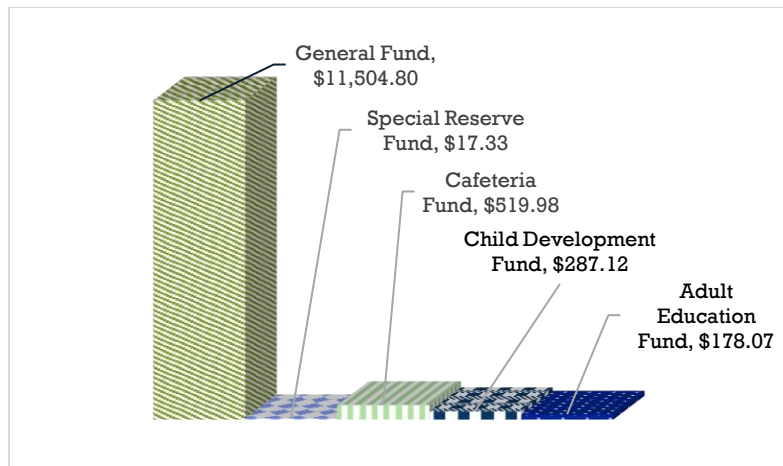 General Fund,
$11,504.80
Special Reserve
Fund, $17.33
Cafeteria
Fund, $519.98
Child Development
Fund, $287.12
Adult
Education
Fund, $178.07